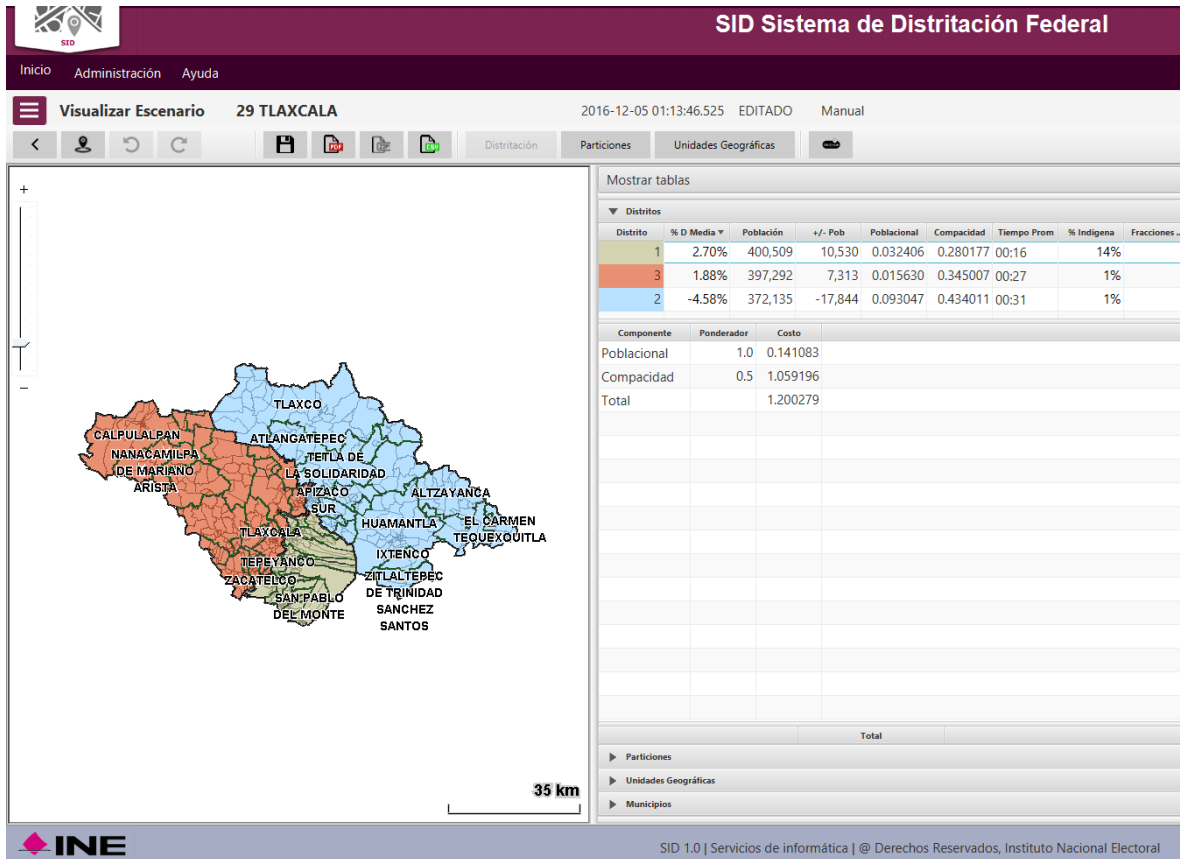 SID
SID Sistema de Distritación Federal
Inicio Administración Ayuda
Visualizar Escenario 29 TLAXCALA 2016-12-05 01:13:46.525 EDITADO Manual
Distritación Particiones Unidades Geográficas
Mostrar tablas
Distritos
Distrito % D Media Población +/- Pob Poblacional Compacidad Tiempo Prom % Indigena Fracciones ..
1 2.70% 400,509 10,530 0.032406 0.280177 00:16 14%
3 1.88% 397,292 7,313 0.015630 0.345007 00:27 1%
2 -4.58% 372,135 -17,844 0.093047 0.434011 00:31 1%
Componente Ponderador Costo
Poblacional 1.0 0.141083
Compacidad 0.5 1.059196
Total 1.200279
Total
Particiones
Unidades Geográficas
Municipios
+
−
TLAXCO
CALPULALPAN
ATLANGATEPEC
NANACAMILPA
DE MARIANO
ARISTA
TETLA DE
LA SOLIDARIDAD
APIZACO
SUR
ALTZAYANCA
HUAMANTLA
EL CARMEN
TEQUEXQUITLA
TLAXCALA
IXTENCO
TEPEYANCO
ZACATELCO
ZITLALTEPEC
DE TRINIDAD
SANCHEZ
SANTOS
SAN PABLO
DEL MONTE
35 km
INE
SID 1.0 | Servicios de informática | @ Derechos Reservados, Instituto Nacional Electoral